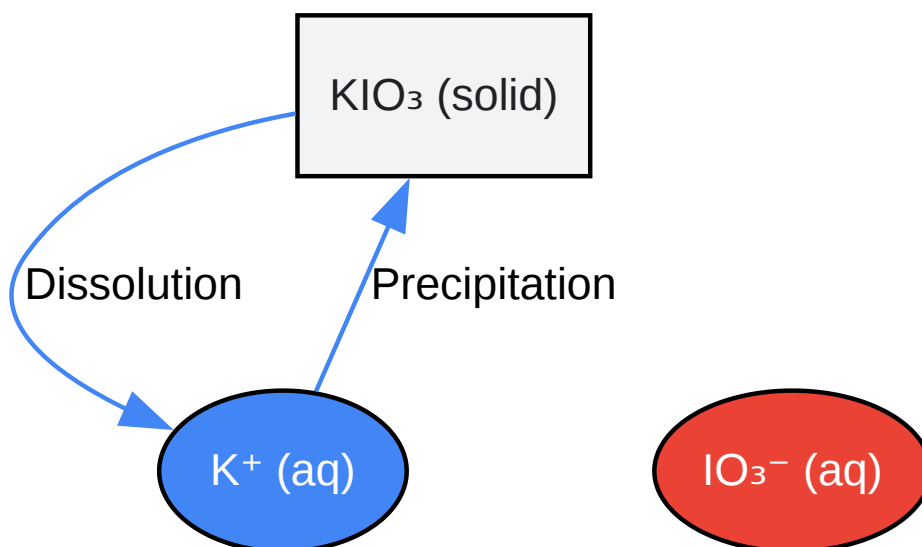 KIO₃ (solid)
Dissolution
Precipitation
K⁺ (aq)
IO₃⁻ (aq)